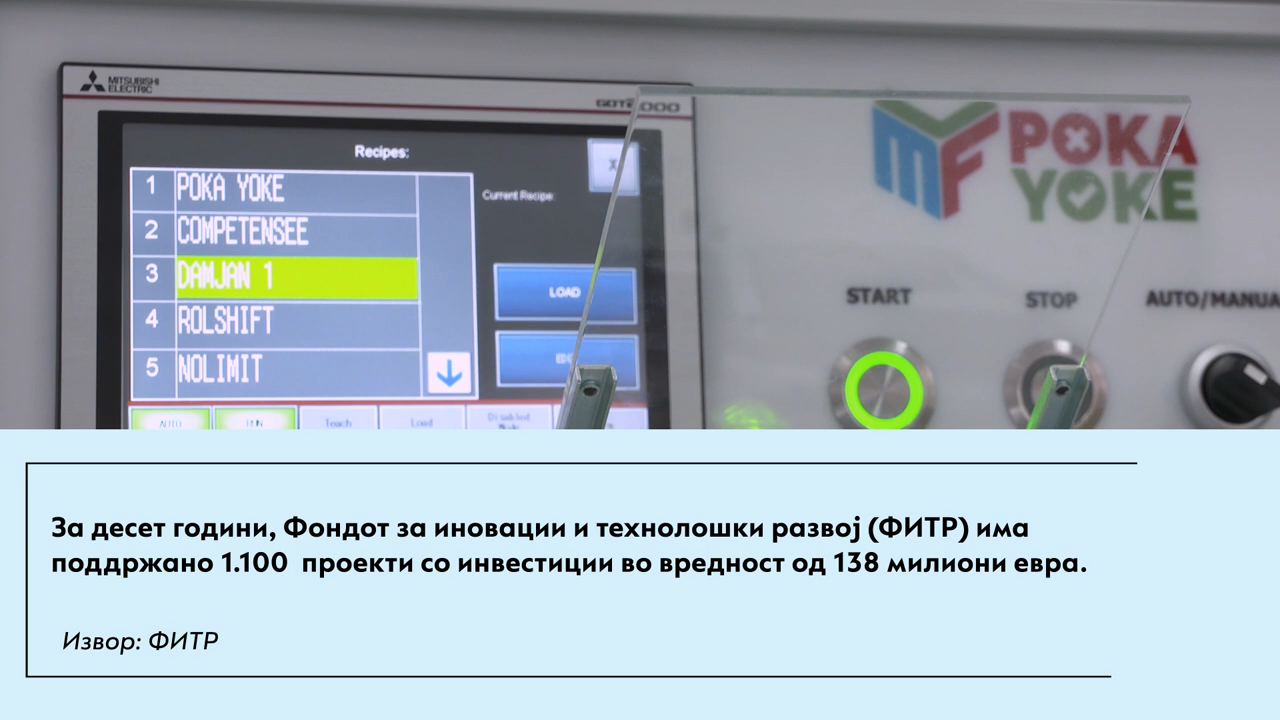 MITSUBISHI
ELECTRIC
Recipes:
1 POKA YOKE
2 COMPETENSEE
3 DAMJAN 1
4 ROLSHIFT
5 NOLIMIT
Current Recipe:
LOAD
AUTO
RUN
Teach
Load
MF POKA
YOKE
START
STOP
За десет години, Фондот за иновации и технолошки развој (ФИТР) има
поддржано 1.100 проекти со инвестиции во вредност од 138 милиони евра.
Извор: ФИТР